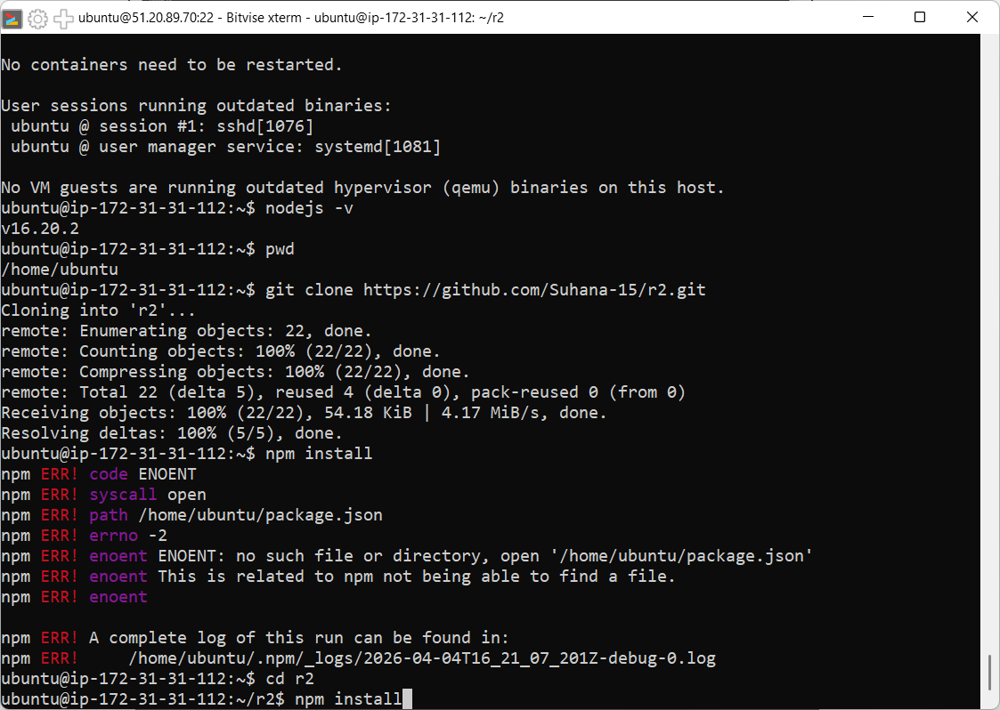 ubuntu@51.20.89.70:22 - Bitvise xterm - ubuntu@ip-172-31-31-112: ~/r2
No containers need to be restarted.
User sessions running outdated binaries:
 ubuntu @ session #1: sshd[1076]
 ubuntu @ user manager service: systemd[1081]
No VM guests are running outdated hypervisor (qemu) binaries on this host.
ubuntu@ip-172-31-31-112:~$ nodejs -v
v16.20.2
ubuntu@ip-172-31-31-112:~$ pwd
/home/ubuntu
ubuntu@ip-172-31-31-112:~$ git clone https://github.com/Suhana-15/r2.git
Cloning into 'r2'...
remote: Enumerating objects: 22, done.
remote: Counting objects: 100% (22/22), done.
remote: Compressing objects: 100% (22/22), done.
remote: Total 22 (delta 5), reused 4 (delta 0), pack-reused 0 (from 0)
Receiving objects: 100% (22/22), 54.18 KiB | 4.17 MiB/s, done.
Resolving deltas: 100% (5/5), done.
ubuntu@ip-172-31-31-112:~$ npm install
npm ERR! code ENOENT
npm ERR! syscall open
npm ERR! path /home/ubuntu/package.json
npm ERR! errno -2
npm ERR! enoent ENOENT: no such file or directory, open '/home/ubuntu/package.json'
npm ERR! enoent This is related to npm not being able to find a file.
npm ERR! enoent
npm ERR! A complete log of this run can be found in:
npm ERR!     /home/ubuntu/.npm/_logs/2026-04-04T16_21_07_201Z-debug-0.log
ubuntu@ip-172-31-31-112:~$ cd r2
ubuntu@ip-172-31-31-112:~/r2$ npm install